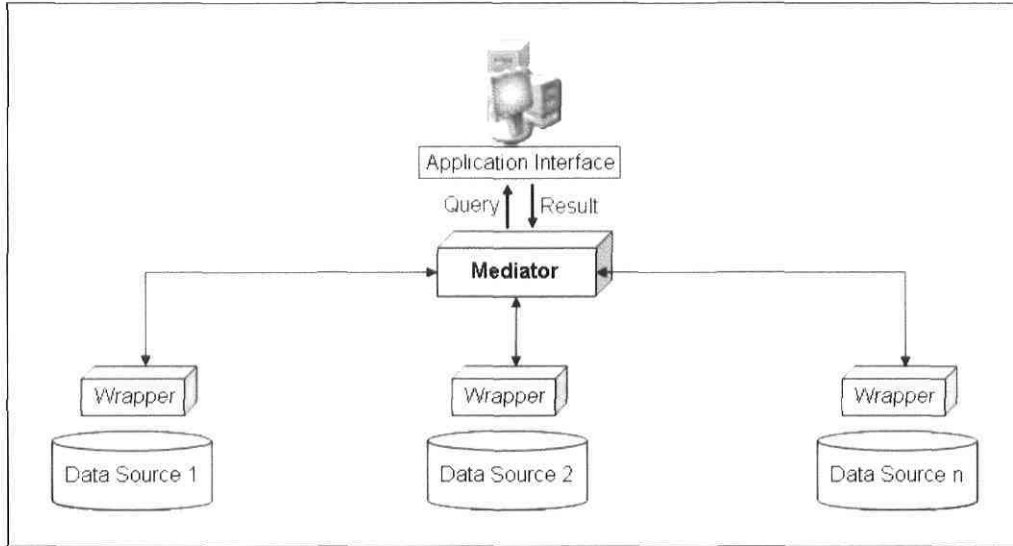 Application Interface
Query Result
Mediator
Wrapper Wrapper Wrapper
Data Source 1 Data Source 2 Data Source n